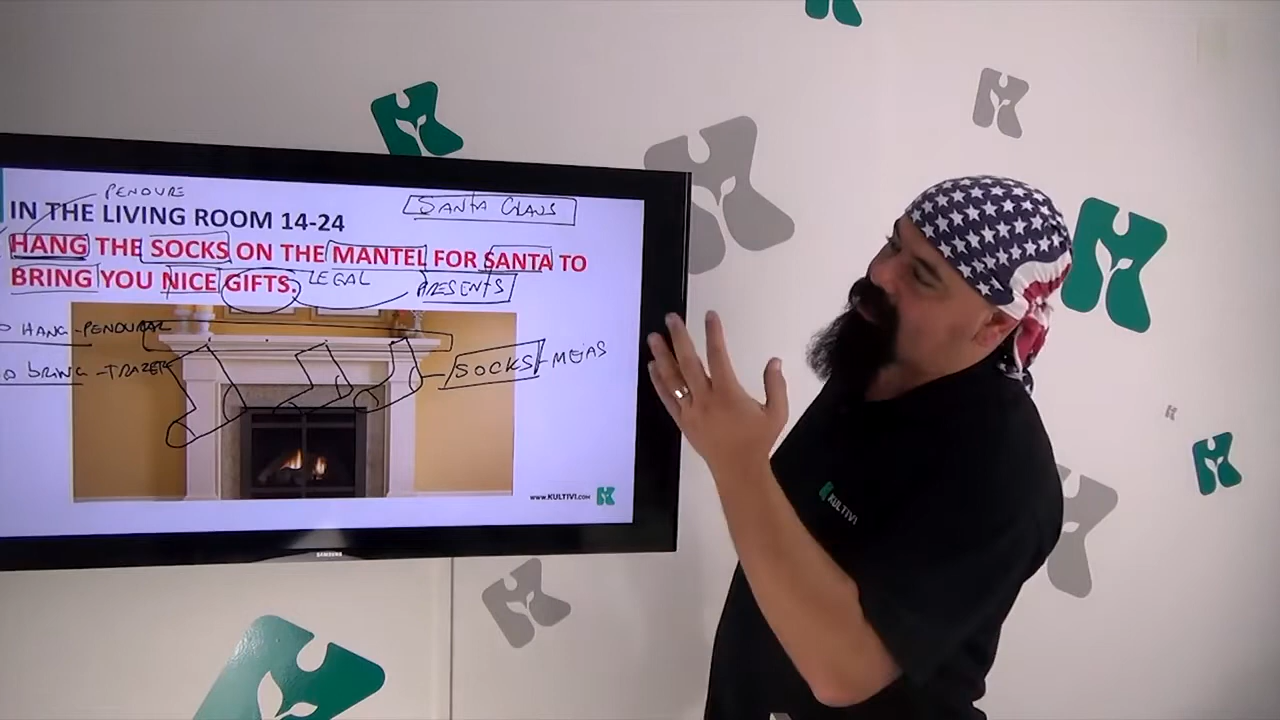 PENDURE
SANTA CLAUS
IN THE LIVING ROOM 14-24
HANG THE SOCKS ON THE MANTEL FOR SANTA TO
BRING YOU NICE GIFTS.
LEGAL
PRESENTS
HANG - PENDURAR
BRING - TRAZER
SOCKS - MEIAS
WWW.KULTIVI.COM
SAMSUNG
KULTIVI